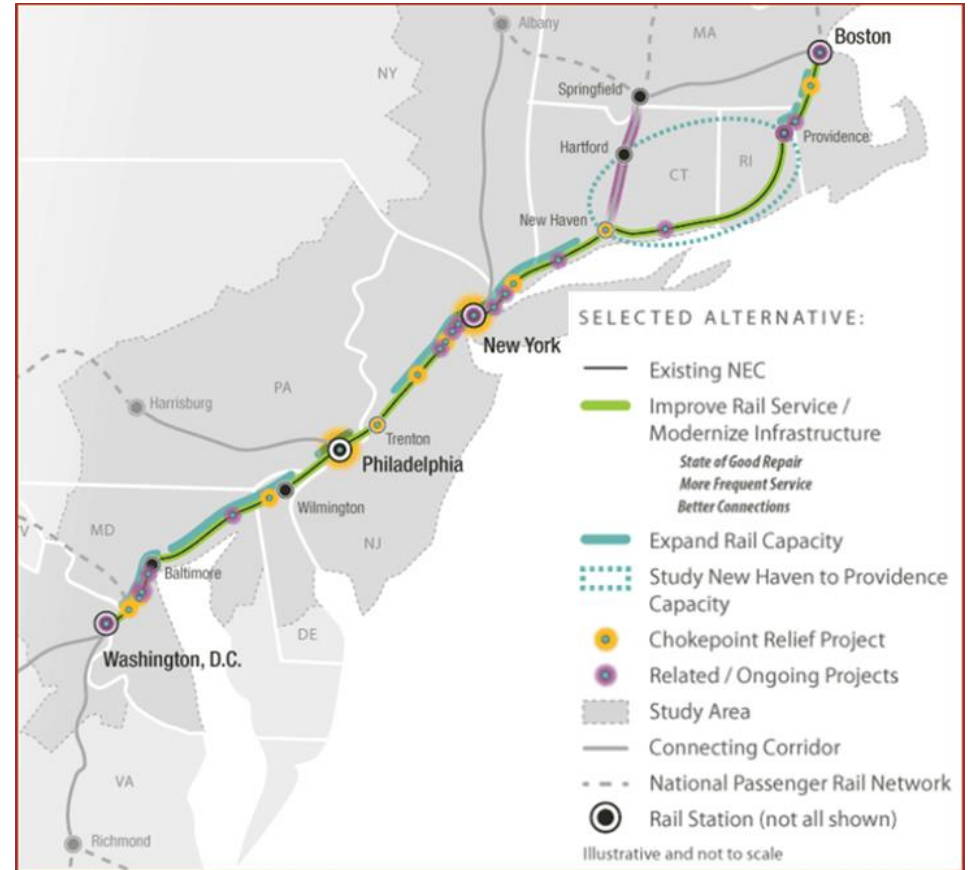 Albany
MA
Boston
NY
Springfield
Providence
Hartford
CT
RI
New Haven
New York
PA
Harrisburg
Trenton
Philadelphia
Wilmington
MD
NJ
Baltimore
DE
Washington, D.C.
VA
Richmond
SELECTED ALTERNATIVE:
Existing NEC
Improve Rail Service /
Modernize Infrastructure
State of Good Repair
More Frequent Service
Better Connections
Expand Rail Capacity
Study New Haven to Providence
Capacity
Chokepoint Relief Project
Related / Ongoing Projects
Study Area
Connecting Corridor
National Passenger Rail Network
Rail Station (not all shown)
Illustrative and not to scale